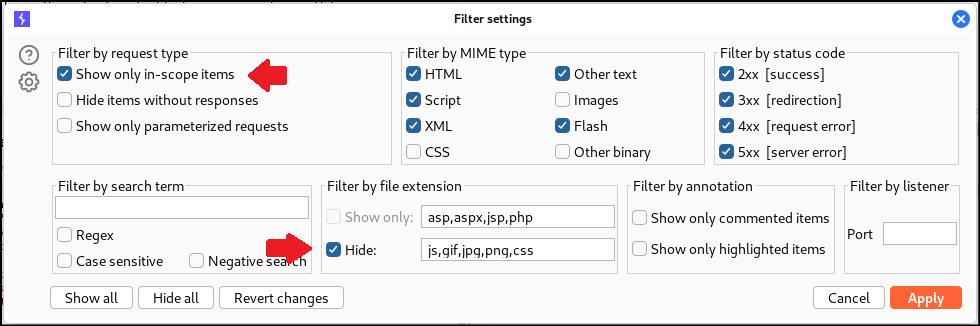 Filter settings
Filter by request type
Show only in-scope items
Hide items without responses
Show only parameterized requests
Filter by MIME type
HTML
Other text
Script
Images
XML
Flash
CSS
Other binary
Filter by status code
2xx [success]
3xx [redirection]
4xx [request error]
5xx [server error]
Filter by search term
Regex
Case sensitive
Negative search
Filter by file extension
Show only:
asp,aspx,jsp,php
Hide:
js,gif,jpg,png,css
Filter by annotation
Show only commented items
Show only highlighted items
Filter by listener
Port
Show all
Hide all
Revert changes
Cancel
Apply